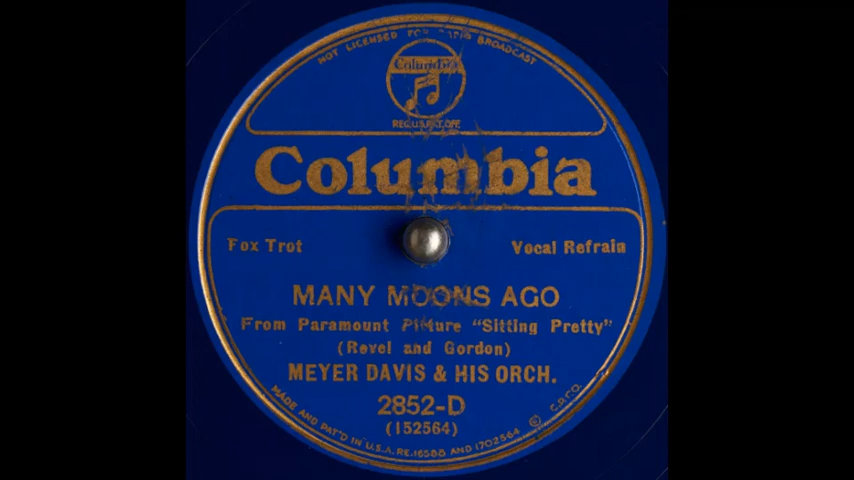 NOT LICENSED FOR RADIO BROADCAST
Columbia
REG.U.S.PAT.OFF.
Columbia
Fox Trot
Vocal Refrain
MANY MOONS AGO
From Paramount Picture "Sitting Pretty"
(Revel and Gordon)
MEYER DAVIS & HIS ORCH.
2852-D
(152564)
MADE AND PAT'D IN U.S.A. RE.16588 AND 1702564 © C.P.CO.